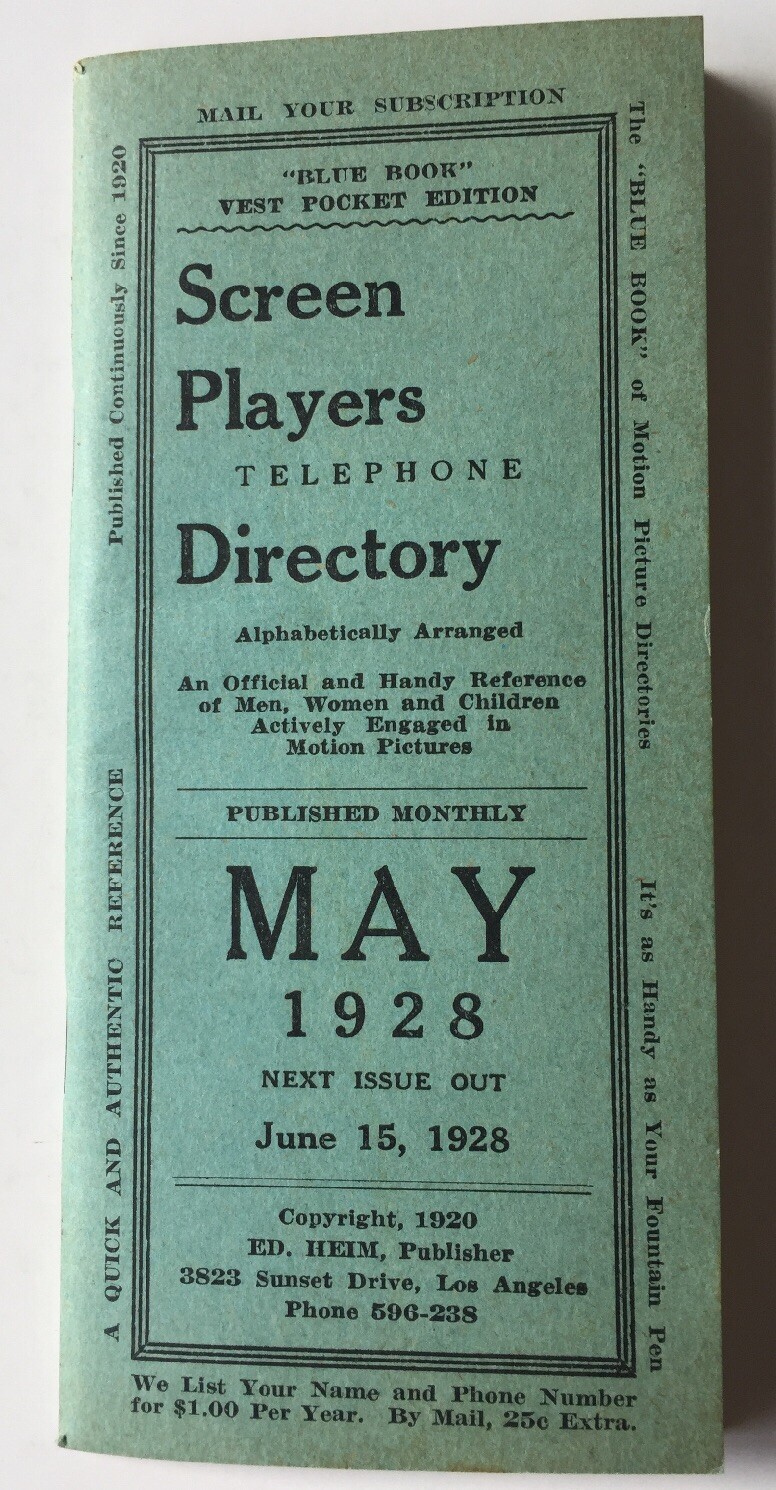 MAIL YOUR SUBSCRIPTION
"BLUE BOOK"
VEST POCKET EDITION
Screen
Players
TELEPHONE
Directory
Alphabetically Arranged
An Official and Handy Reference
of Men, Women and Children
Actively Engaged in
Motion Pictures
PUBLISHED MONTHLY
MAY
1928
NEXT ISSUE OUT
June 15, 1928
Copyright, 1920
ED. HEIM, Publisher
3823 Sunset Drive, Los Angeles
Phone 596-238
We List Your Name and Phone Number
for $1.00 Per Year. By Mail, 25c Extra.
A QUICK AND AUTHENTIC REFERENCE
Published Continuously Since 1920
The "BLUE BOOK" of Motion Picture Directories
It's as Handy as Your Fountain Pen